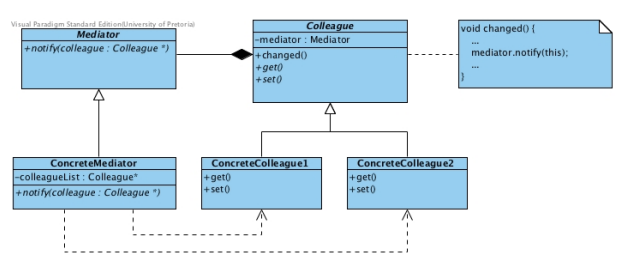 Visual Paradigm Standard Edition(University of Pretoria)
Mediator
+notify(colleague : Colleague *)
Colleague
-mediator : Mediator
+changed()
+get()
+set()
void changed() {
...
mediator.notify(this);
...
}
ConcreteMediator
-colleagueList : Colleague*
+notify(colleague : Colleague *)
ConcreteColleague1
+get()
+set()
ConcreteColleague2
+get()
+set()